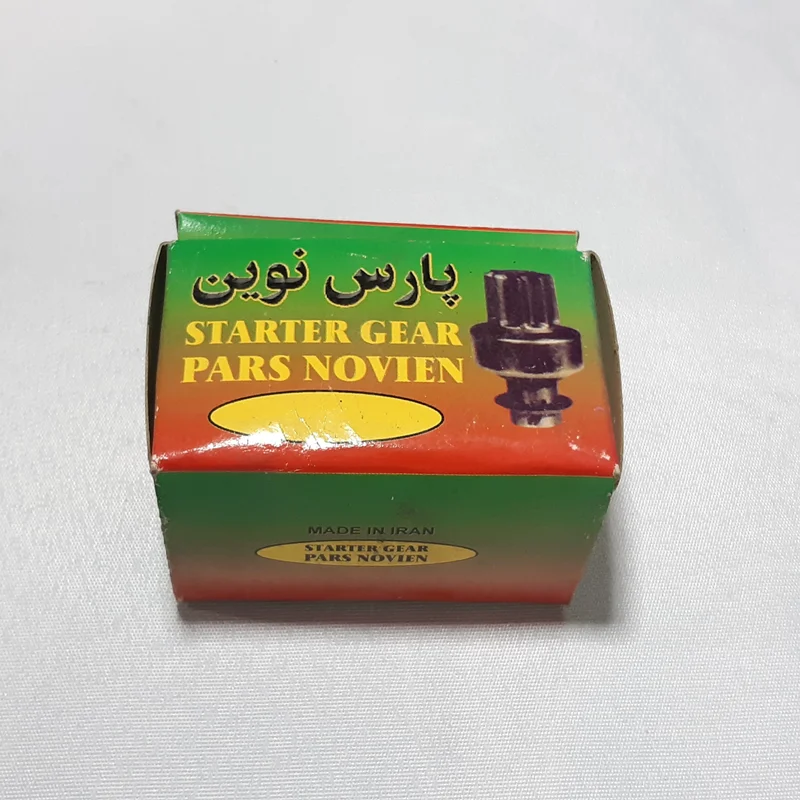 پارس نوین
STARTER GEAR
PARS NOVIEN
MADE IN IRAN
STARTER GEAR
PARS NOVIEN